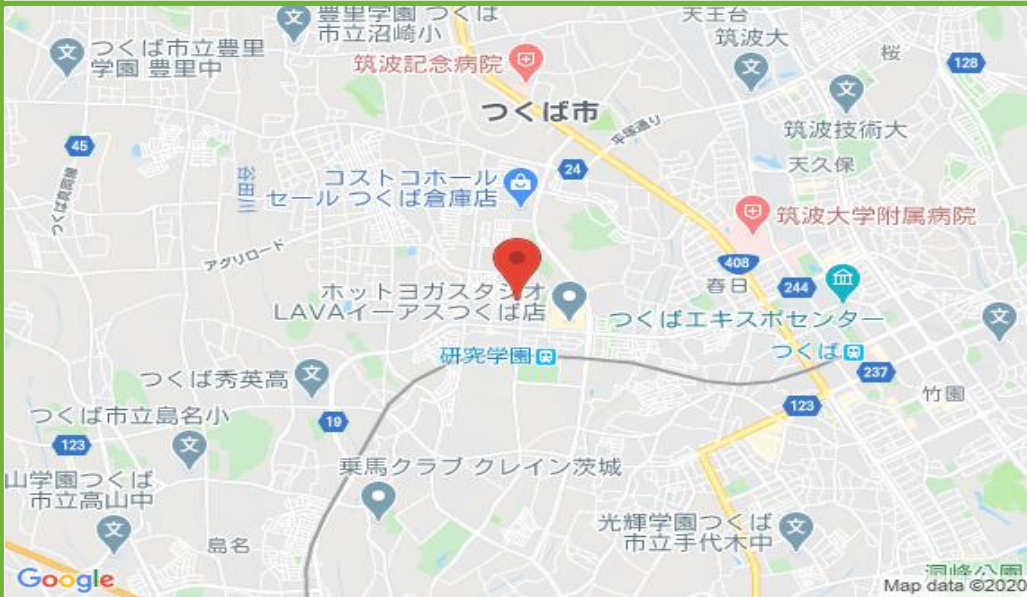 豊里学園 つくば
市立沼崎小
天王台
つくば市立豊里
学園 豊里中
筑波大
桜
128
筑波記念病院
つくば市
平塚通り
筑波技術大
45
24
天久保
つくば真岡線
谷田川
コストコホール
セール つくば倉庫店
筑波大学附属病院
アグリロード
408
春日
244
ホットヨガスタジオ
LAVAイーアスつくば店
つくばエキスポセンター
研究学園
つくば
237
つくば秀英高
竹園
123
つくば市立島名小
19
123
乗馬クラブ クレイン茨城
山学園つくば
市立高山中
光輝学園つくば
市立手代木中
島名
洞峰公園
Google
Map data ©2020